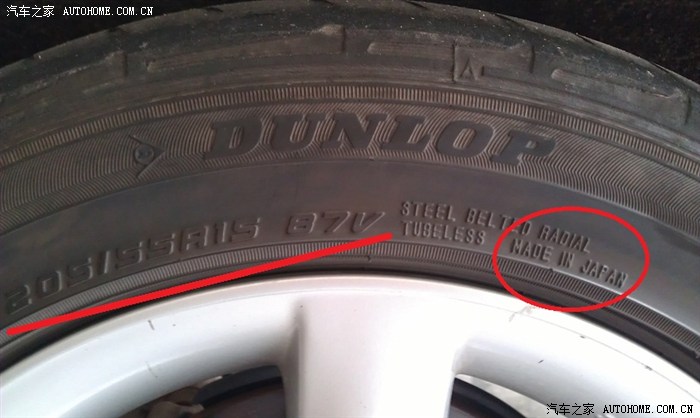 汽车之家 AUTOHOME.COM.CN
DUNLOP
205/55R15 87V
STEEL BELTED RADIAL
TUBELESS MADE IN JAPAN
汽车之家 AUTOHOME.COM.CN